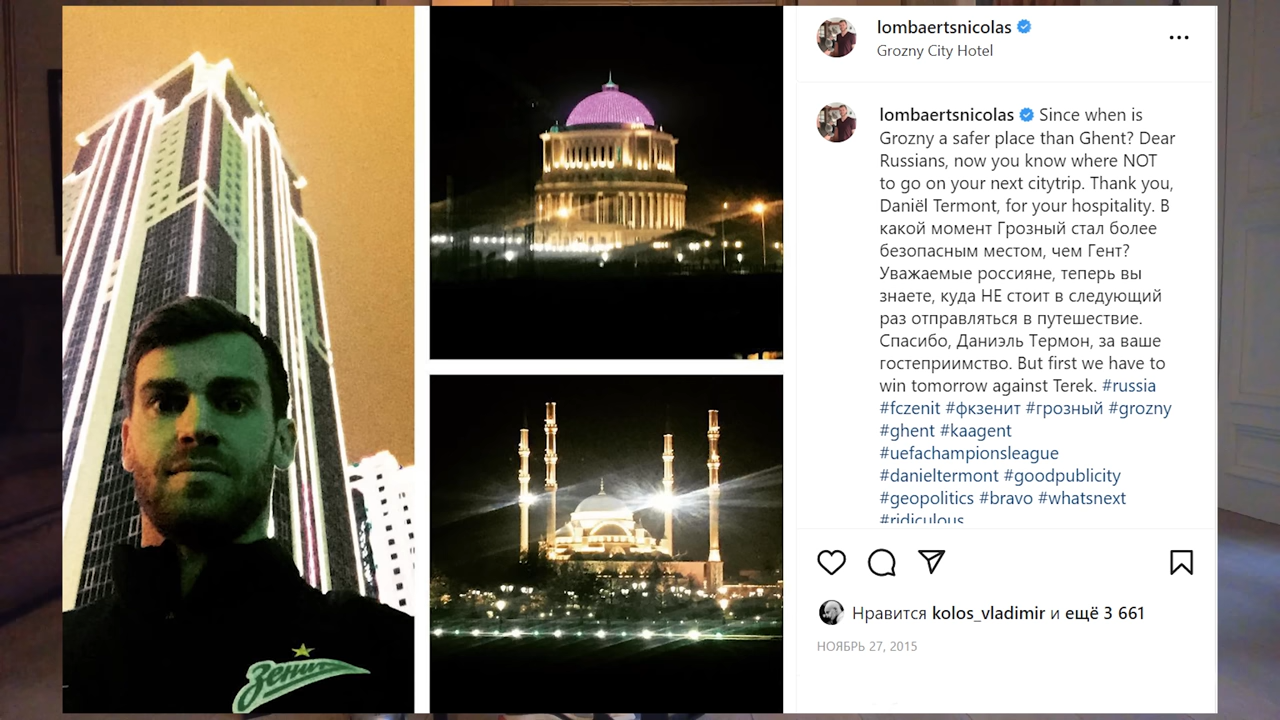 lombaertsnicolas
Grozny City Hotel
lombaertsnicolas Since when is
Grozny a safer place than Ghent? Dear
Russians, now you know where NOT
to go on your next citytrip. Thank you,
Daniël Termont, for your hospitality. В
какой момент Грозный стал более
безопасным местом, чем Гент?
Уважаемые россияне, теперь вы
знаете, куда НЕ стоит в следующий
раз отправляться в путешествие.
Спасибо, Даниэль Термон, за ваше
гостеприимство. But first we have to
win tomorrow against Terek. #russia
#fczenit #фкзенит #грозный #grozny
#ghent #kaagent
#uefachampionsleague
#danieltermont #goodpublicity
#geopolitics #bravo #whatsnext
#ridiculous
Нравится kolos_vladimir и ещё 3 661
НОЯБРЬ 27, 2015
Зенит